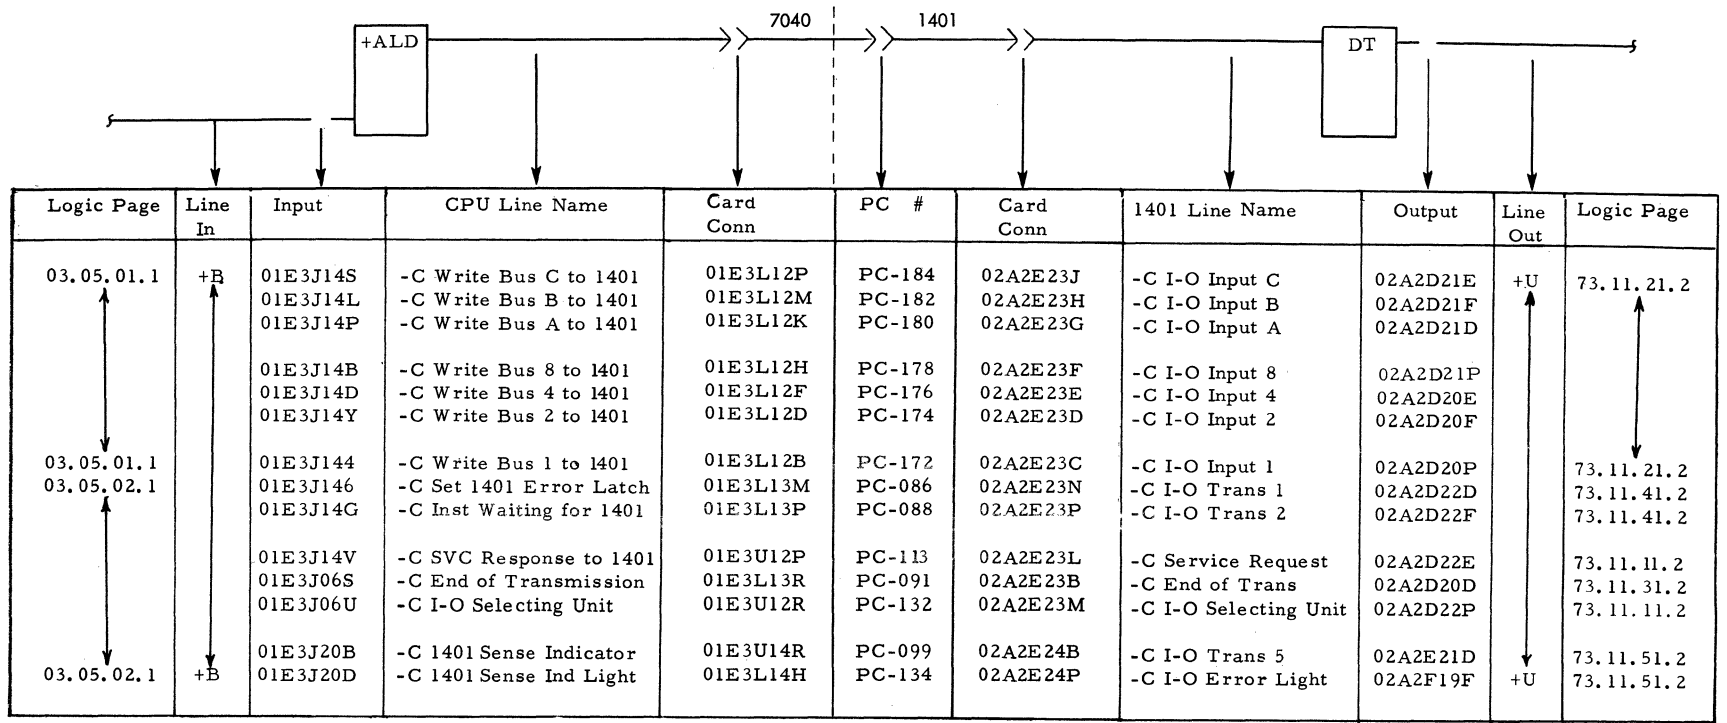 7040 1401
+ALD DT
Logic Page Line In Input CPU Line Name Card Conn PC # Card Conn 1401 Line Name Output Line Out Logic Page
03.05.01.1 +B 01E3J14S -C Write Bus C to 1401 01E3L12P PC-184 02A2E23J -C I-O Input C 02A2D21E +U 73.11.21.2
01E3J14L -C Write Bus B to 1401 01E3L12M PC-182 02A2E23H -C I-O Input B 02A2D21F
01E3J14P -C Write Bus A to 1401 01E3L12K PC-180 02A2E23G -C I-O Input A 02A2D21D
01E3J14B -C Write Bus 8 to 1401 01E3L12H PC-178 02A2E23F -C I-O Input 8 02A2D21P
01E3J14D -C Write Bus 4 to 1401 01E3L12F PC-176 02A2E23E -C I-O Input 4 02A2D20E
01E3J14Y -C Write Bus 2 to 1401 01E3L12D PC-174 02A2E23D -C I-O Input 2 02A2D20F
03.05.01.1 01E3J144 -C Write Bus 1 to 1401 01E3L12B PC-172 02A2E23C -C I-O Input 1 02A2D20P 73.11.21.2
03.05.02.1 01E3J146 -C Set 1401 Error Latch 01E3L13M PC-086 02A2E23N -C I-O Trans 1 02A2D22D 73.11.41.2
01E3J14G -C Inst Waiting for 1401 01E3L13P PC-088 02A2E23P -C I-O Trans 2 02A2D22F 73.11.41.2
01E3J14V -C SVC Response to 1401 01E3U12P PC-113 02A2E23L -C Service Request 02A2D22E 73.11.11.2
01E3J06S -C End of Transmission 01E3L13R PC-091 02A2E23B -C End of Trans 02A2D20D 73.11.31.2
01E3J06U -C I-O Selecting Unit 01E3U12R PC-132 02A2E23M -C I-O Selecting Unit 02A2D22P 73.11.11.2
01E3J20B -C 1401 Sense Indicator 01E3U14R PC-099 02A2E24B -C I-O Trans 5 02A2E21D 73.11.51.2
03.05.02.1 +B 01E3J20D -C 1401 Sense Ind Light 01E3L14H PC-134 02A2E24P -C I-O Error Light 02A2F19F +U 73.11.51.2